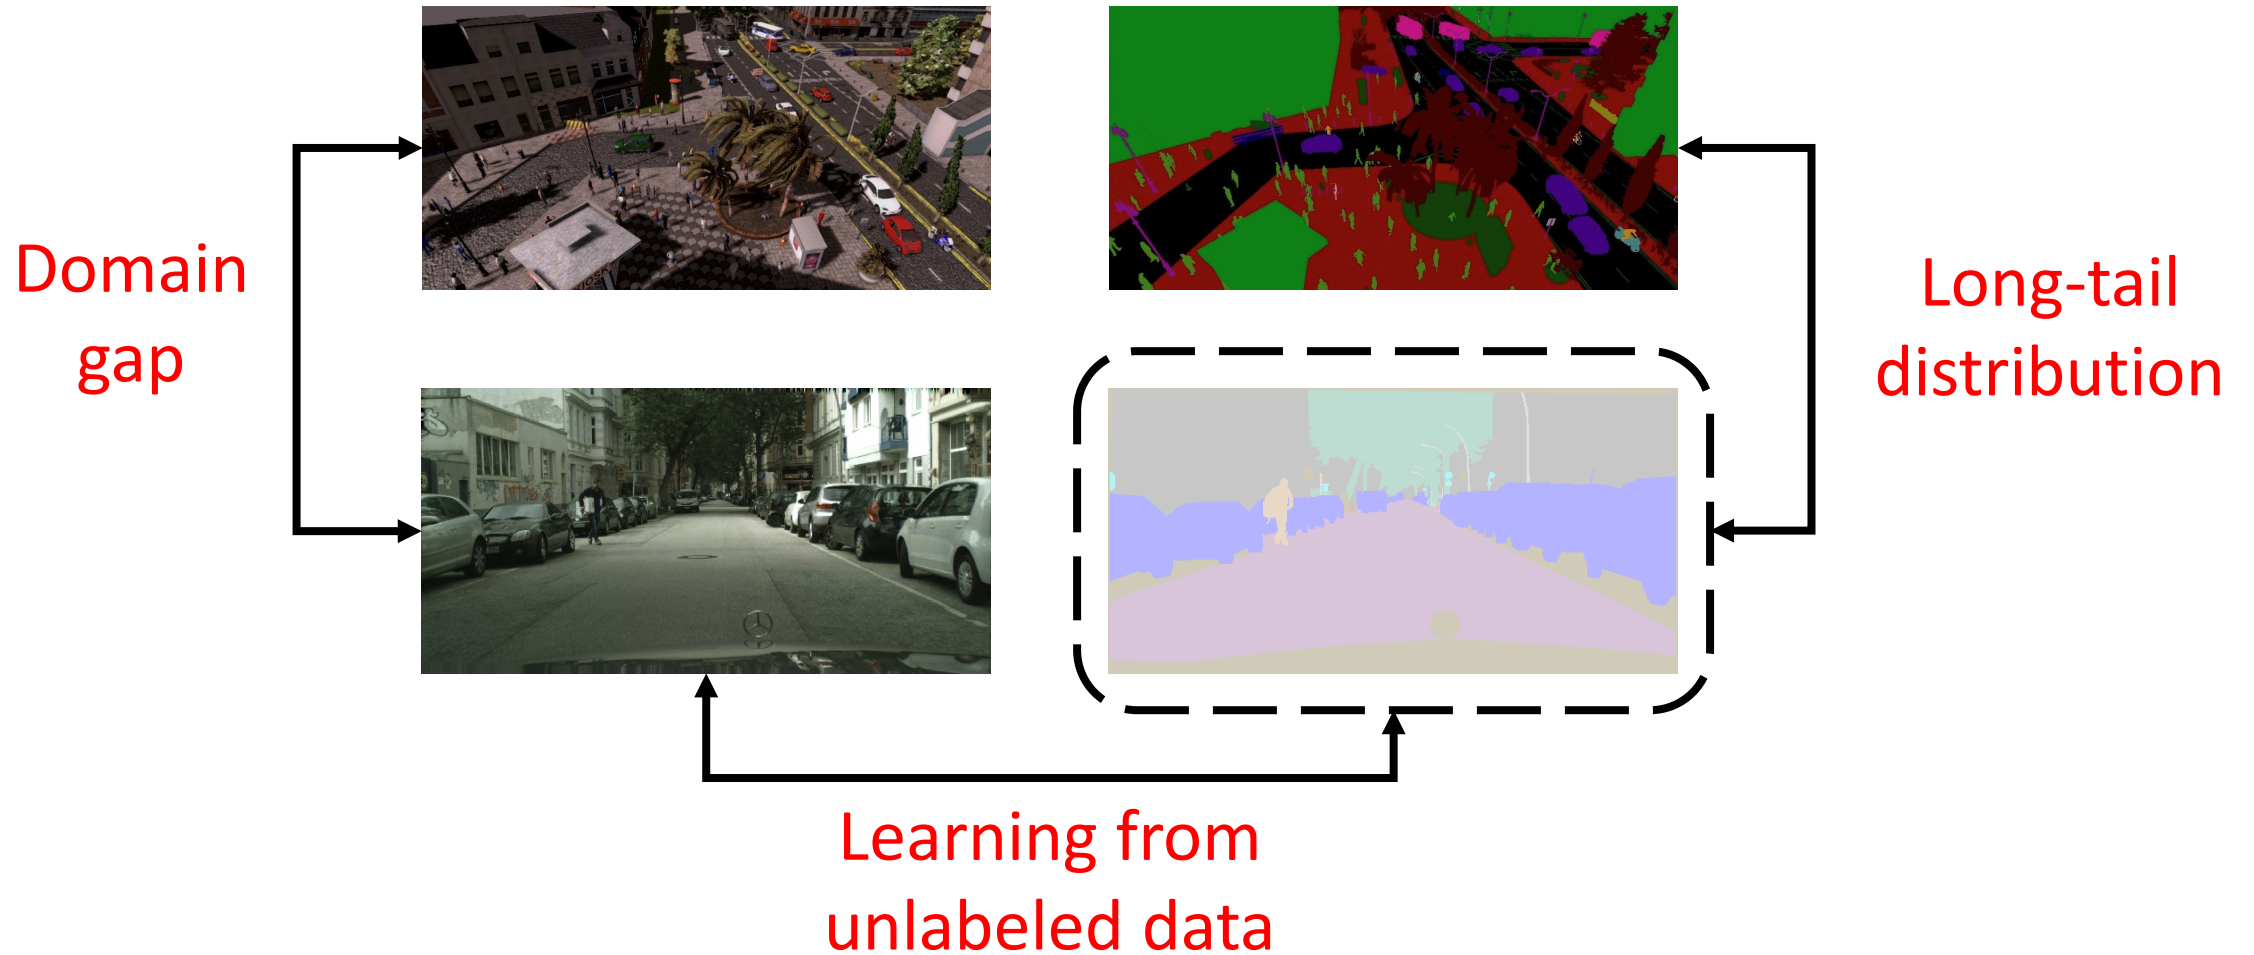 Domain
gap
Long-tail
distribution
Learning from
unlabeled data